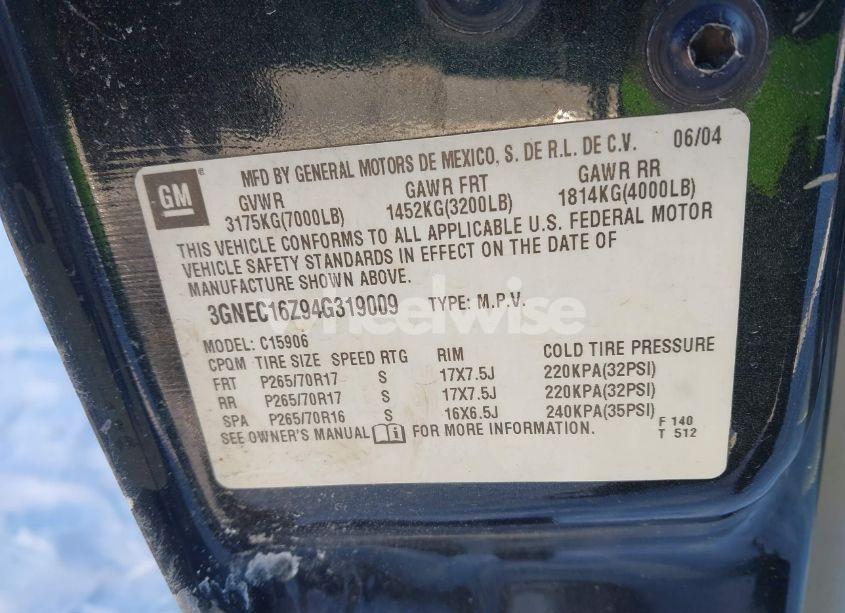 MFD BY GENERAL MOTORS DE MEXICO, S. DE R.L. DE C.V. 06/04
GM
GVWR GAWR FRT GAWR RR
3175KG(7000LB) 1452KG(3200LB) 1814KG(4000LB)
THIS VEHICLE CONFORMS TO ALL APPLICABLE U.S. FEDERAL MOTOR
VEHICLE SAFETY STANDARDS IN EFFECT ON THE DATE OF
MANUFACTURE SHOWN ABOVE.
3GNEC16Z94G319009 TYPE: M.P.V.
wheelwise
MODEL: C15906
CPQM TIRE SIZE SPEED RTG RIM COLD TIRE PRESSURE
FRT P265/70R17 S 17X7.5J 220KPA(32PSI)
RR P265/70R17 S 17X7.5J 220KPA(32PSI)
SPA P265/70R16 S 16X6.5J 240KPA(35PSI)
SEE OWNER'S MANUAL i FOR MORE INFORMATION.
F 140
T 512